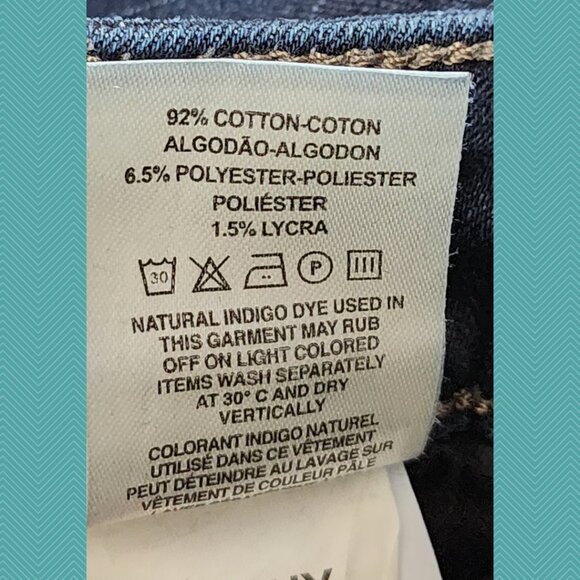 92% COTTON-COTON
ALGODÃO-ALGODON
6.5% POLYESTER-POLIESTER
POLIÉSTER
1.5% LYCRA
30 P
NATURAL INDIGO DYE USED IN
THIS GARMENT MAY RUB
OFF ON LIGHT COLORED
ITEMS WASH SEPARATELY
AT 30° C AND DRY
VERTICALLY
COLORANT INDIGO NATUREL
UTILISÉ DANS CE VÊTEMENT
PEUT DÉTEINDRE AU LAVAGE SUR
VÊTEMENT DE COULEUR PÂLE